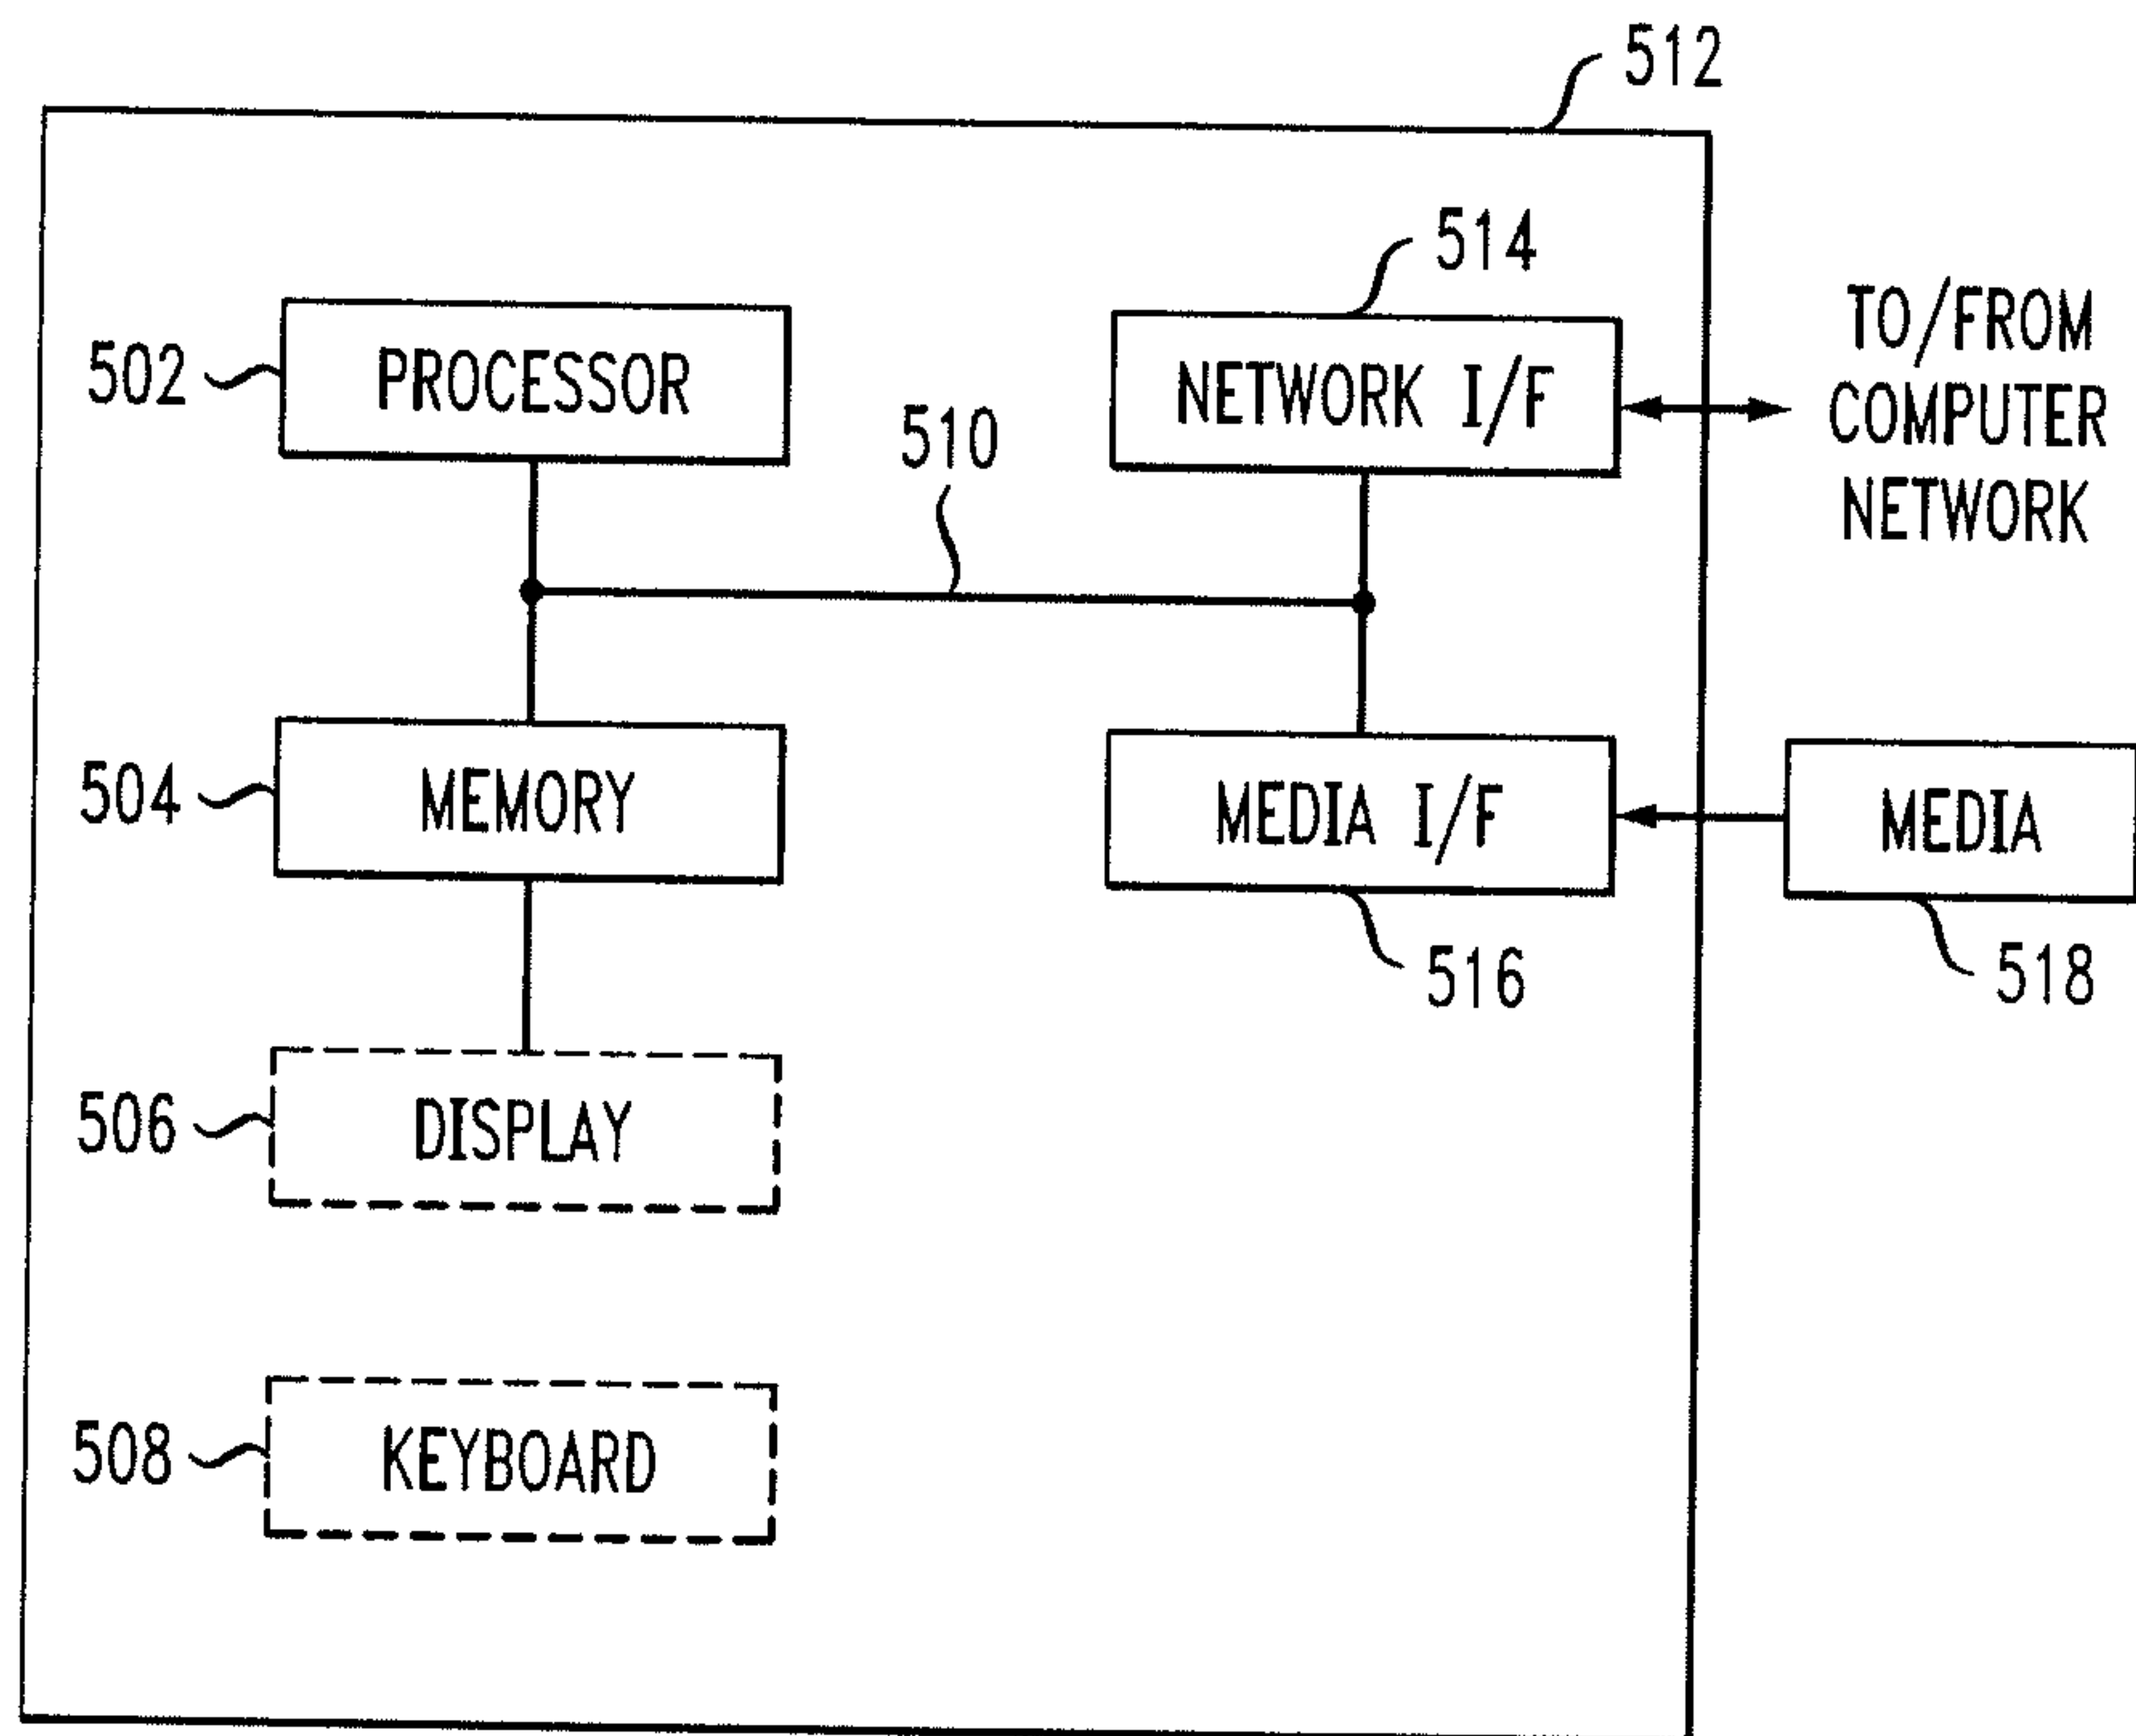 512
514
502
PROCESSOR
NETWORK I/F
TO/FROM
COMPUTER
NETWORK
510
504
MEMORY
MEDIA I/F
MEDIA
516
518
506
DISPLAY
508
KEYBOARD